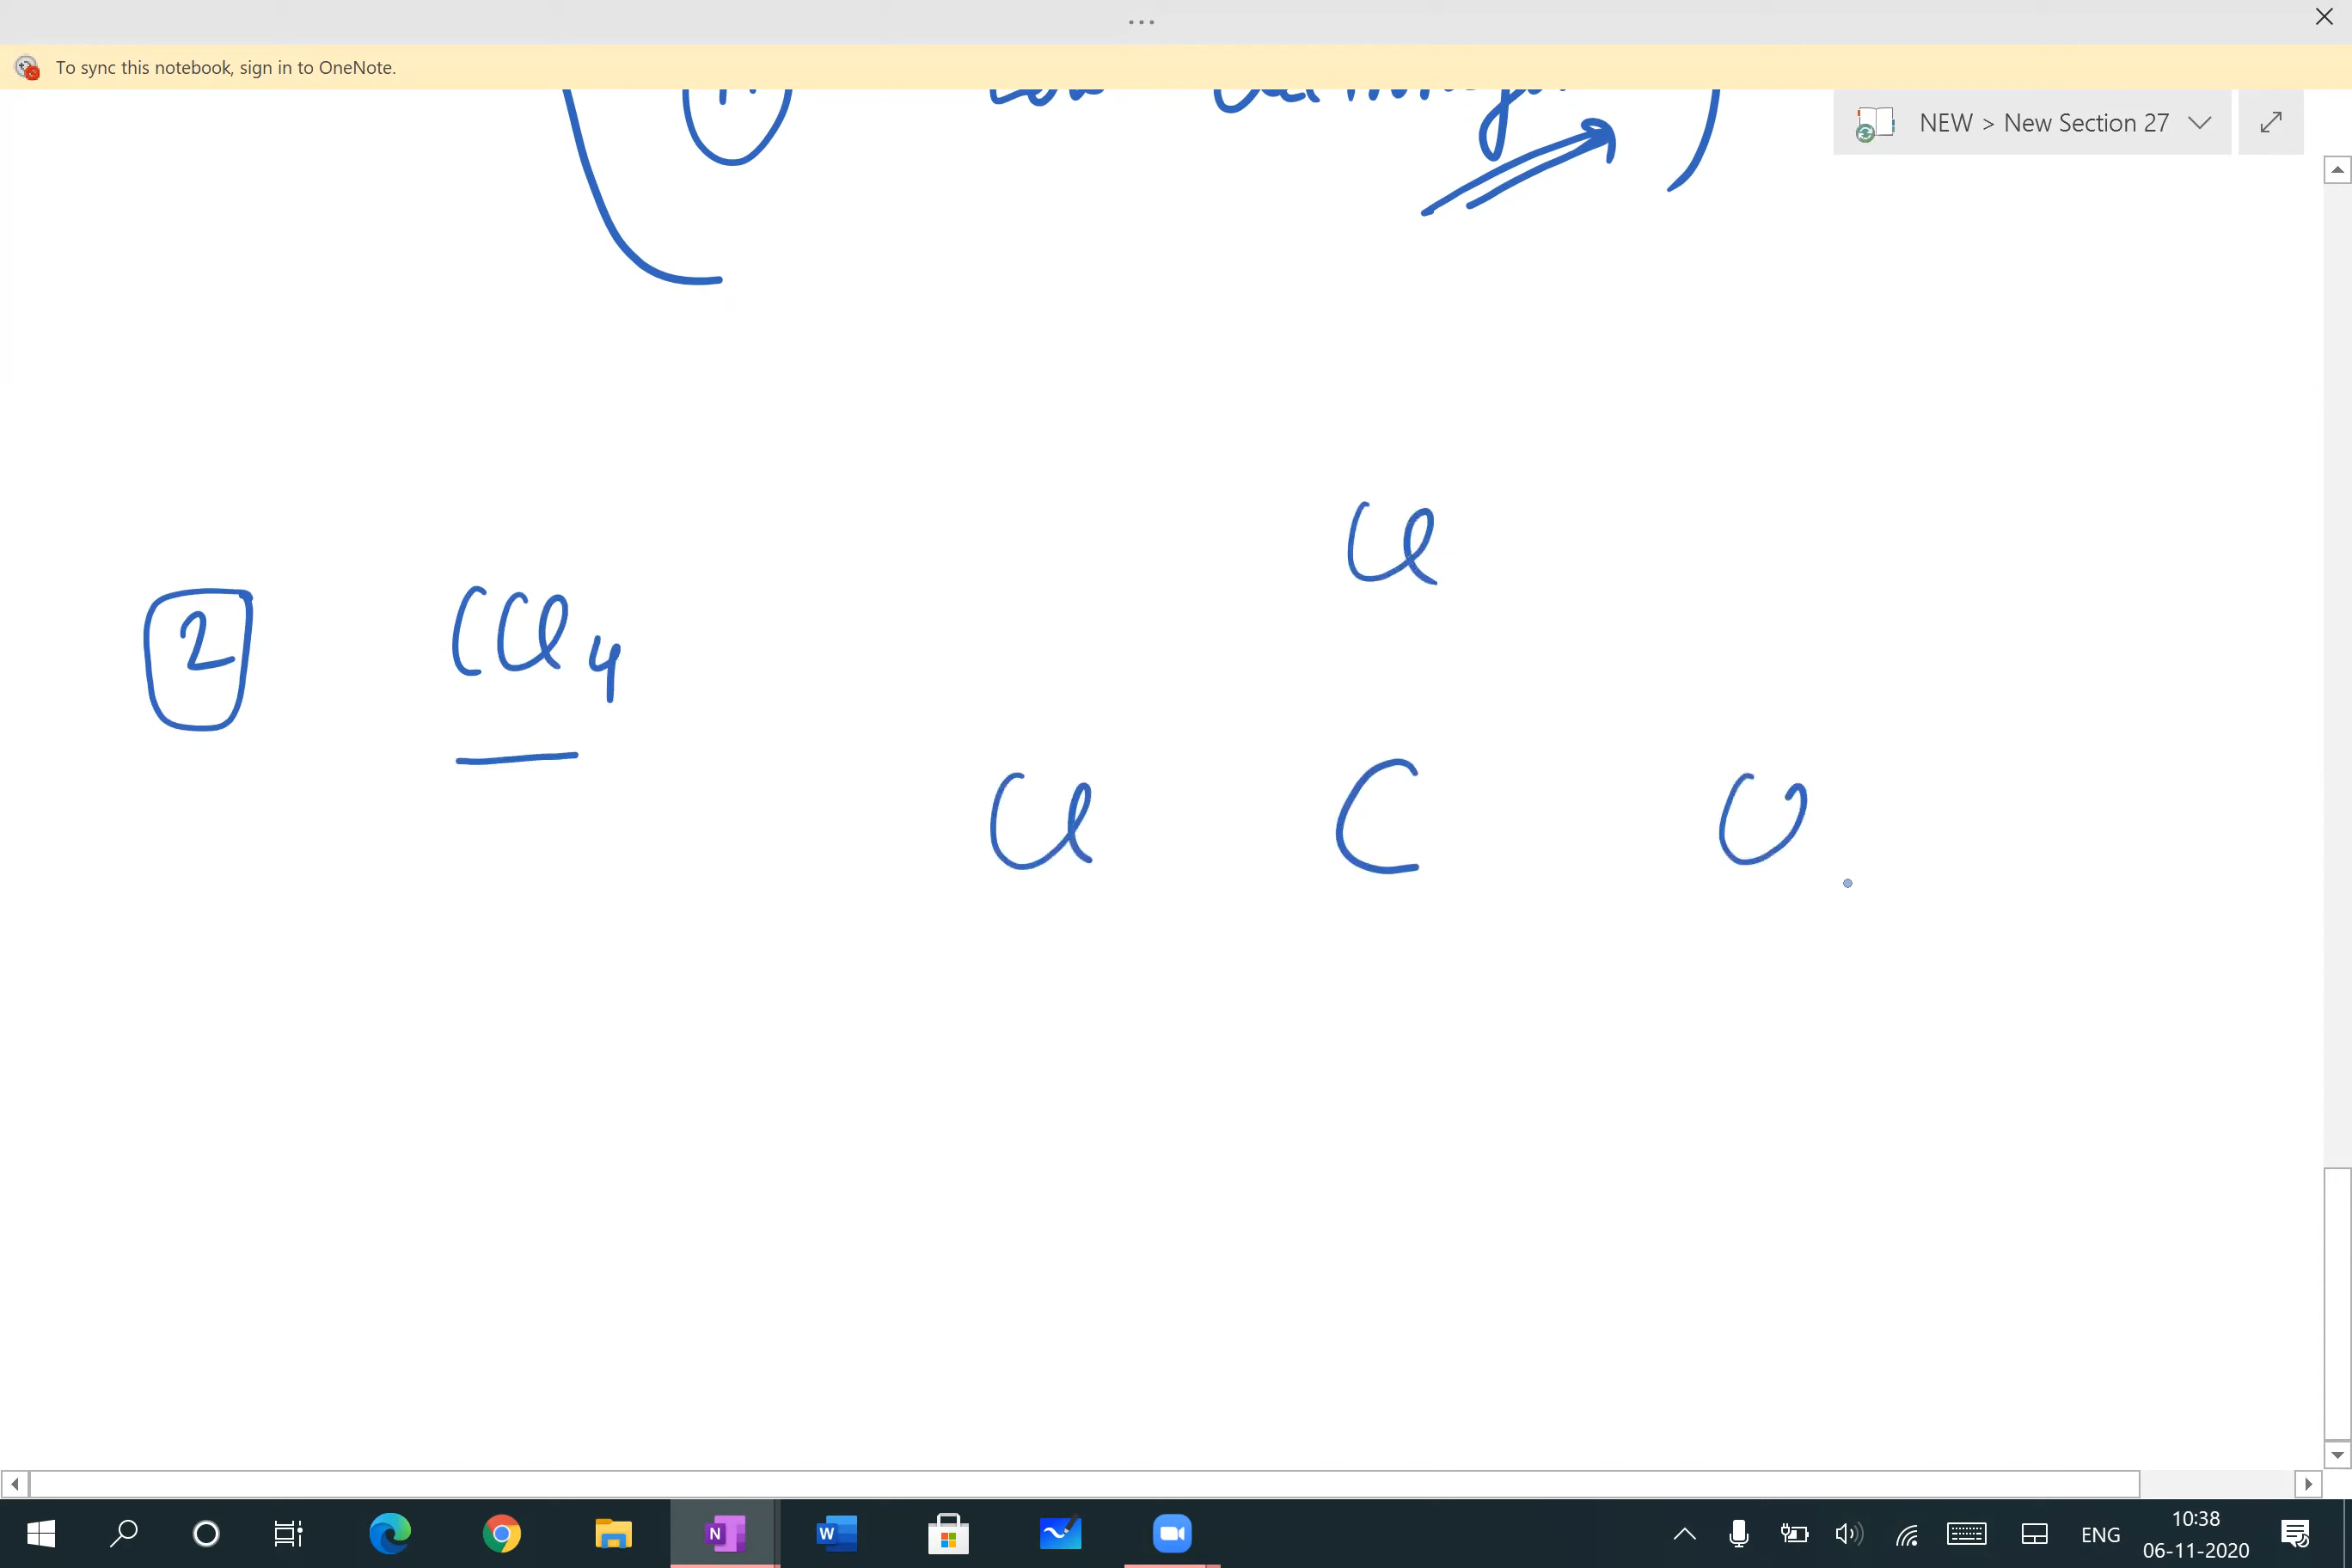 To sync this notebook, sign in to OneNote.
NEW > New Section 27
Cl
2 CCl4
Cl C
ENG
10:38
06-11-2020